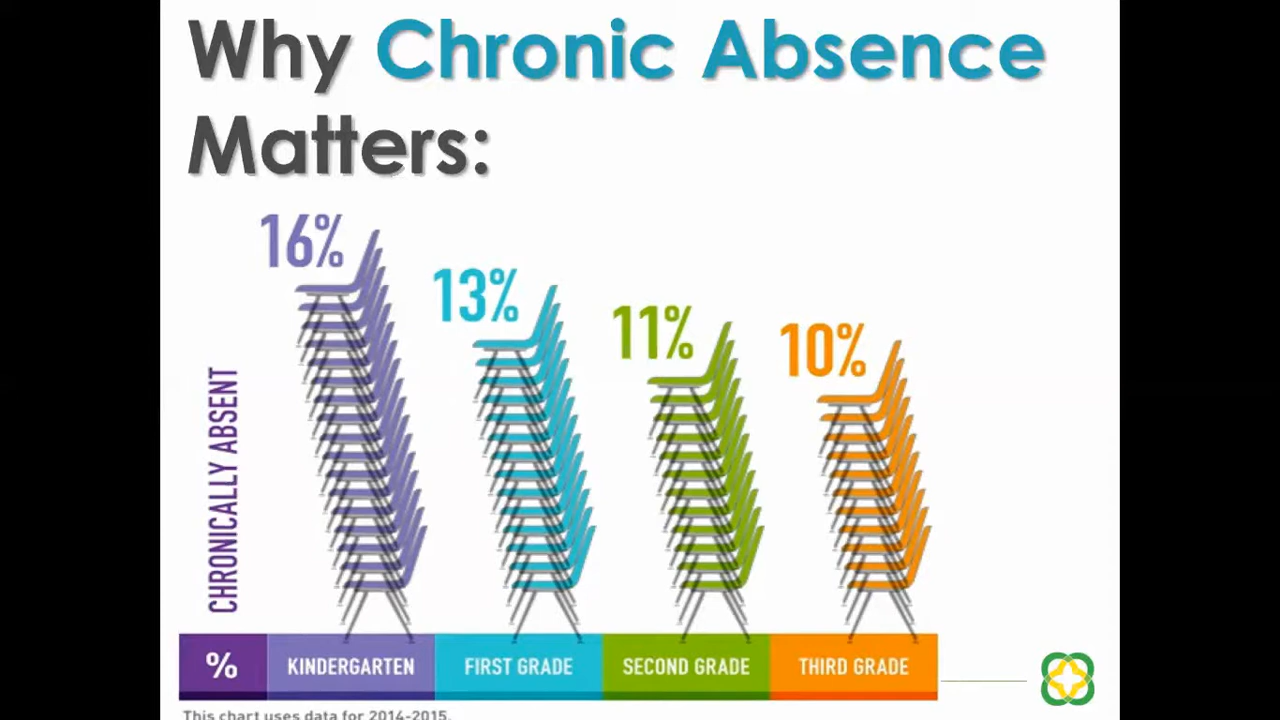 Why Chronic Absence
Matters:
16%
13%
11%
10%
CHRONICALLY ABSENT
% KINDERGARTEN FIRST GRADE SECOND GRADE THIRD GRADE
This chart uses data for 2014-2015.